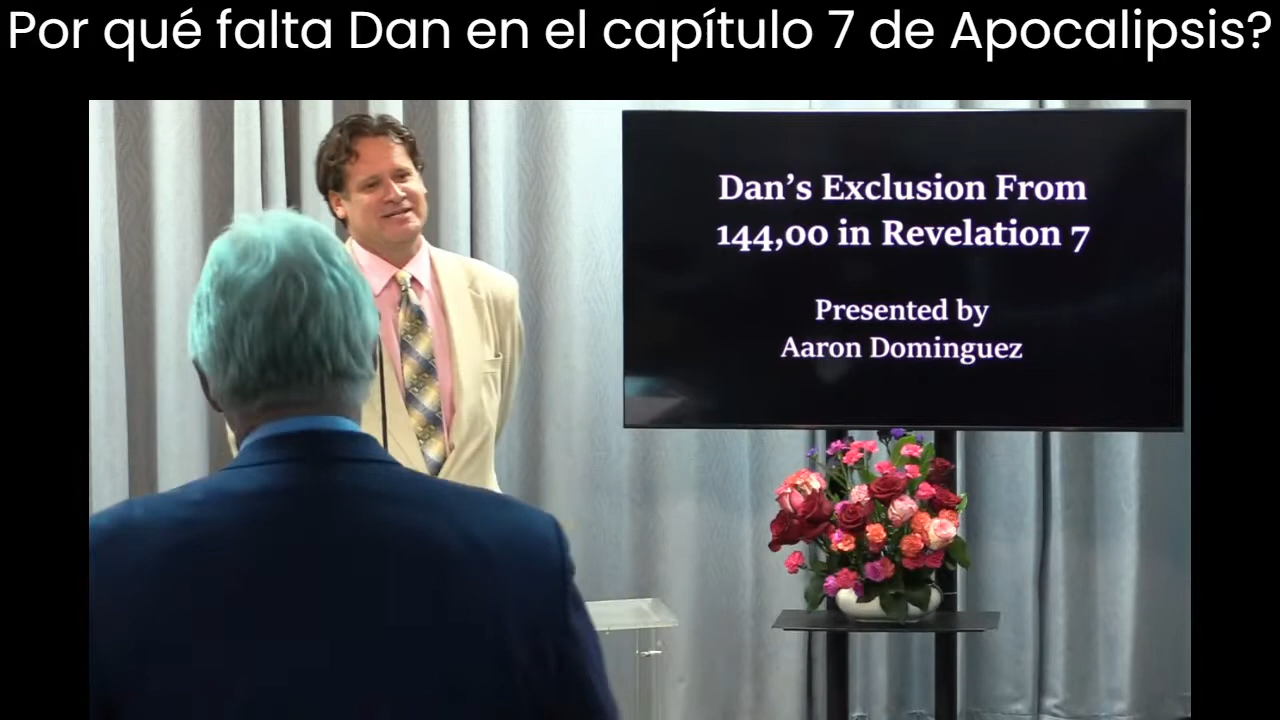 Por qué falta Dan en el capítulo 7 de Apocalipsis?
Dan's Exclusion From
144,00 in Revelation 7
Presented by
Aaron Dominguez